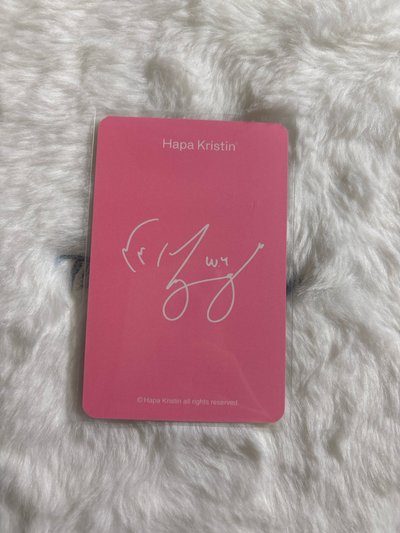 Hapa Kristin
w.y
© Hapa Kristin all rights reserved